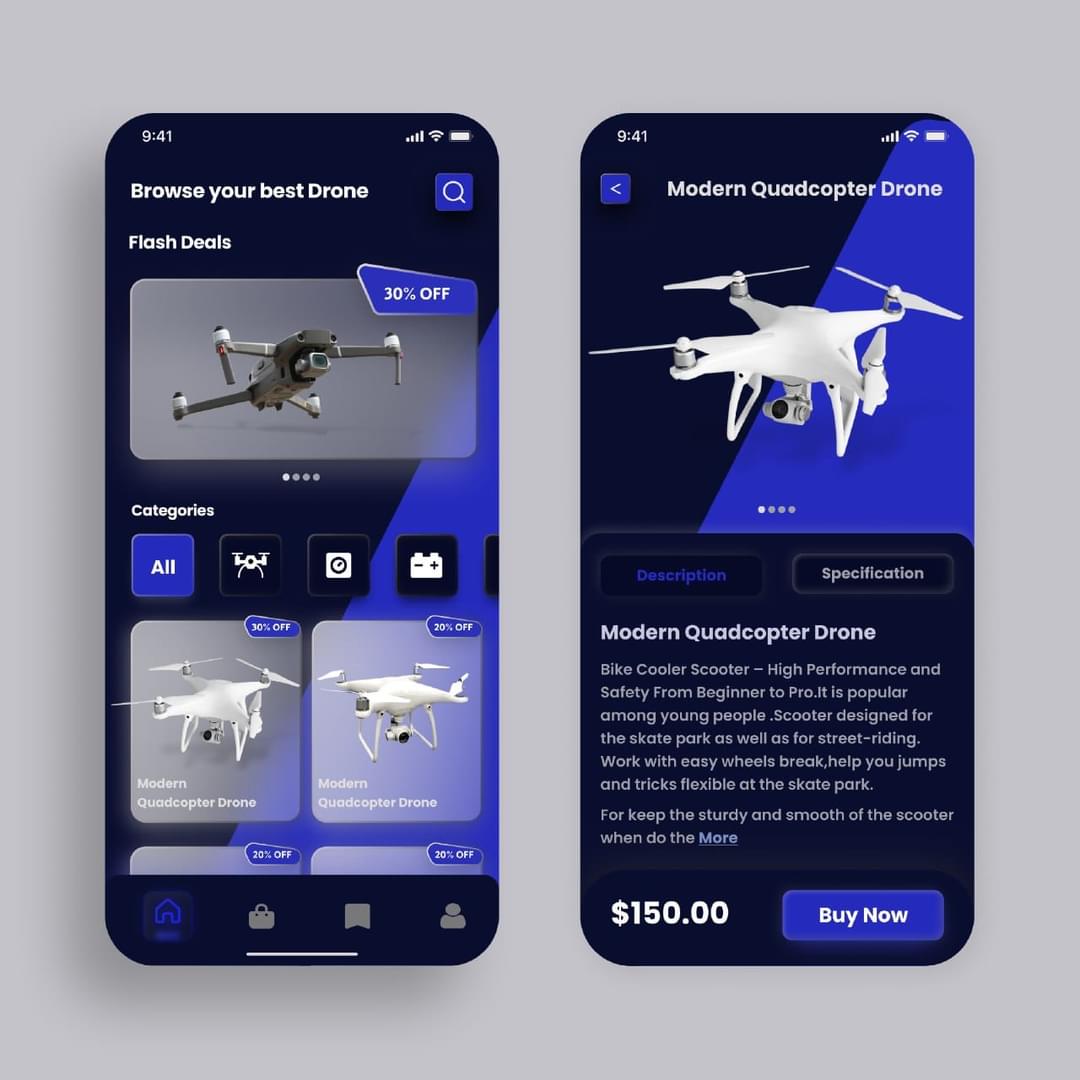 9:41
Browse your best Drone
Flash Deals
30% OFF
Categories
All
30% OFF
20% OFF
Modern
Quadcopter Drone
Modern
Quadcopter Drone
20% OFF
20% OFF
9:41
<
Modern Quadcopter Drone
Description
Specification
Modern Quadcopter Drone
Bike Cooler Scooter – High Performance and
Safety From Beginner to Pro.It is popular
among young people .Scooter designed for
the skate park as well as for street-riding.
Work with easy wheels break,help you jumps
and tricks flexible at the skate park.
For keep the sturdy and smooth of the scooter
when do the More
$150.00
Buy Now